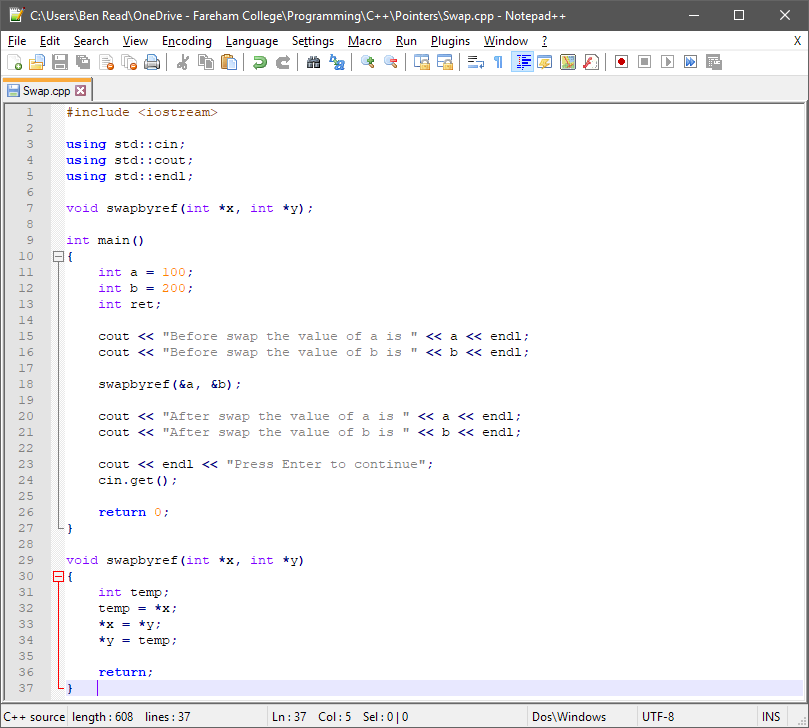 C:\Users\Ben Read\OneDrive - Fareham College\Programming\C++\Pointers\Swap.cpp - Notepad++
File Edit Search View Encoding Language Settings Macro Run Plugins Window ? X
Swap.cpp
1 #include <iostream>
2
3 using std::cin;
4 using std::cout;
5 using std::endl;
6
7 void swapbyref(int *x, int *y);
8
9 int main()
10 {
11     int a = 100;
12     int b = 200;
13     int ret;
14
15     cout << "Before swap the value of a is " << a << endl;
16     cout << "Before swap the value of b is " << b << endl;
17
18     swapbyref(&a, &b);
19
20     cout << "After swap the value of a is " << a << endl;
21     cout << "After swap the value of b is " << b << endl;
22
23     cout << endl << "Press Enter to continue";
24     cin.get();
25
26     return 0;
27 }
28
29 void swapbyref(int *x, int *y)
30 {
31     int temp;
32     temp = *x;
33     *x = *y;
34     *y = temp;
35
36     return;
37 }
C++ source length : 608 lines : 37 Ln : 37 Col : 5 Sel : 0 | 0 Dos\Windows UTF-8 INS